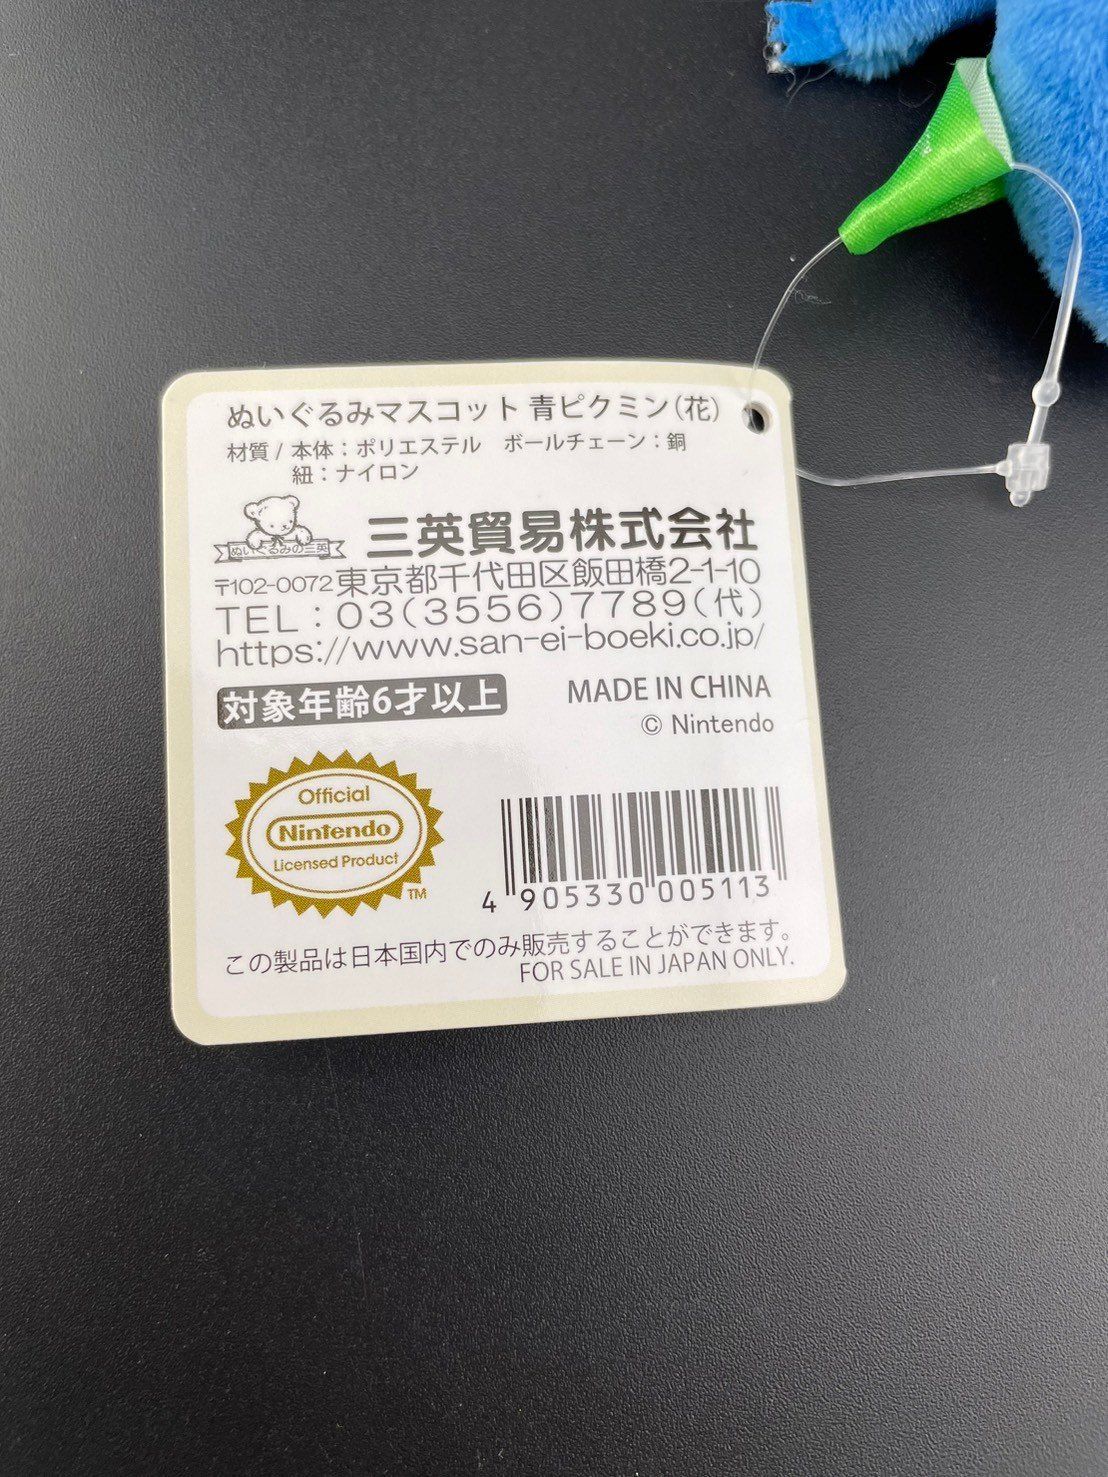 ぬいぐるみマスコット 青ピクミン(花)
材質 / 本体：ポリエステル　ボールチェーン：銅
紐：ナイロン
ぬいぐるみの三英
三英貿易株式会社
〒102-0072 東京都千代田区飯田橋2-1-10
TEL：03(3556)7789(代)
https://www.san-ei-boeki.co.jp/
対象年齢6才以上
MADE IN CHINA
© Nintendo
Official
Nintendo
Licensed Product
TM
4 905330 005113
この製品は日本国内でのみ販売することができます。
FOR SALE IN JAPAN ONLY.